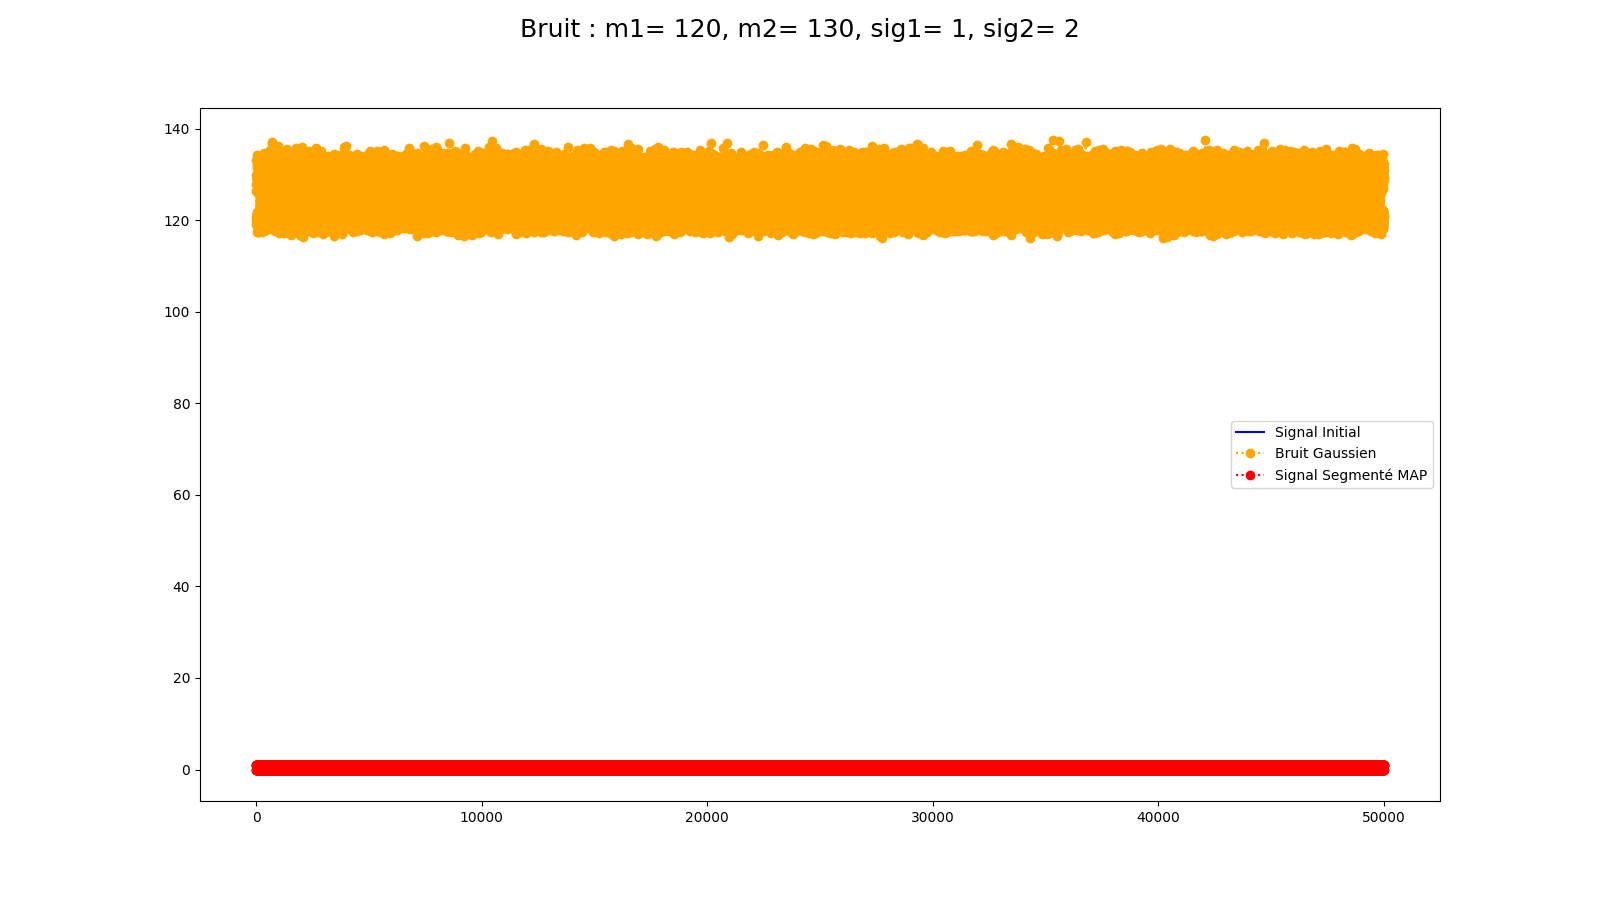 Bruit : m1= 120, m2= 130, sig1= 1, sig2= 2
140
120
100
80
60
40
20
0
Signal Initial
Bruit Gaussien
Signal Segmenté MAP
0 10000 20000 30000 40000 50000